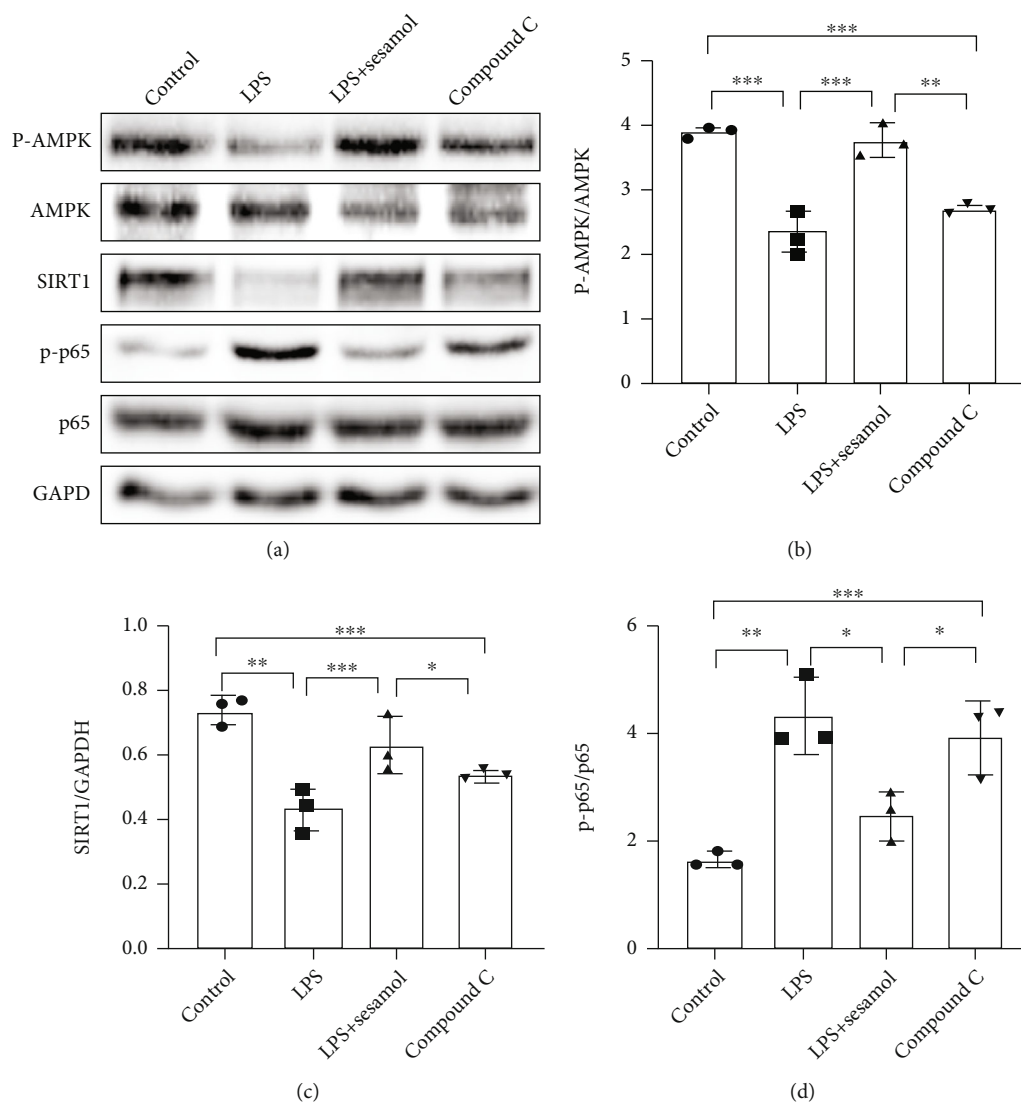 Control
LPS
LPS+sesamol
Compound C
P-AMPK
AMPK
SIRT1
p-p65
p65
GAPD
(a)
P-AMPK/AMPK
5
4
3
2
1
0
***
***
***
**
Control
LPS
LPS+sesamol
Compound C
(b)
SIRT1/GAPDH
1.0
0.8
0.6
0.4
0.2
0.0
***
**
***
*
Control
LPS
LPS+sesamol
Compound C
(c)
p-p65/p65
6
4
2
0
***
**
*
*
Control
LPS
LPS+sesamol
Compound C
(d)